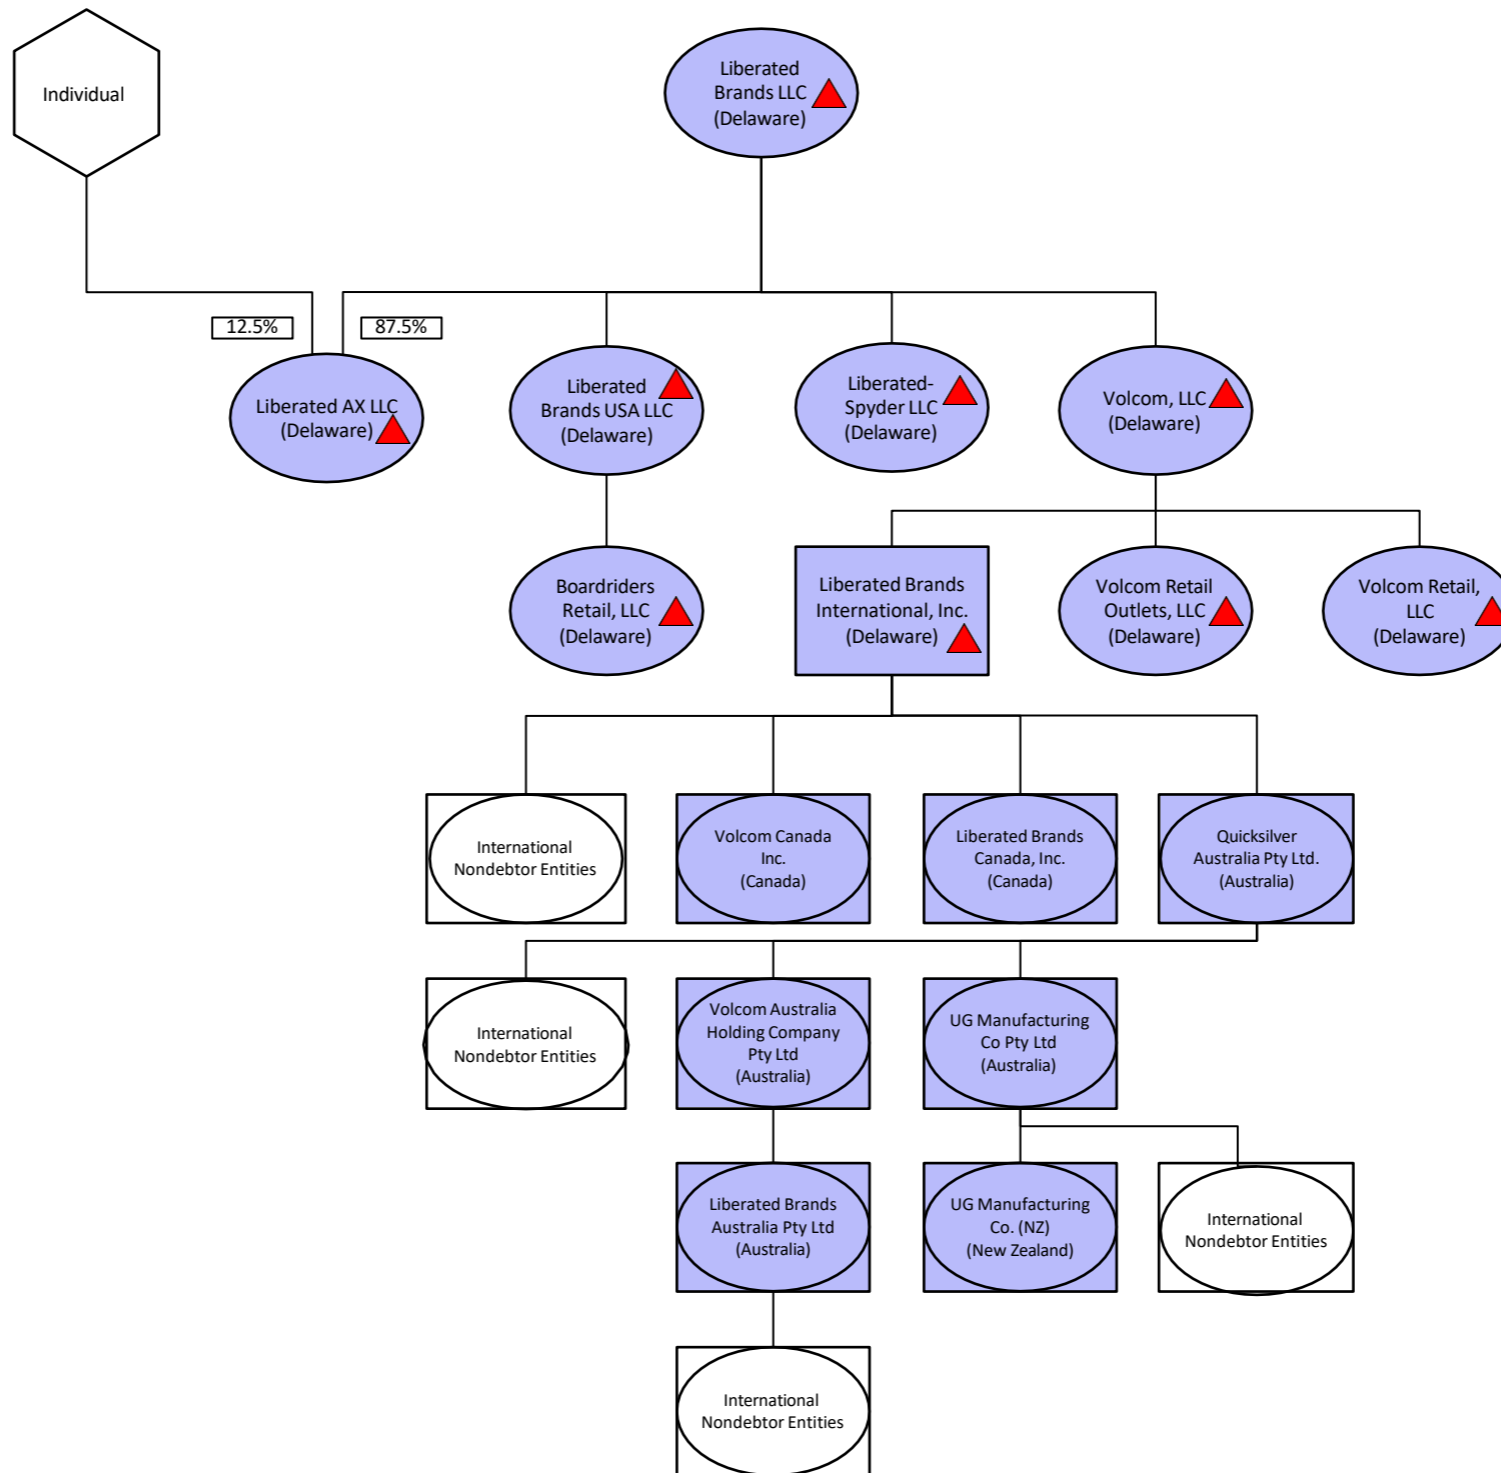 Individual
Liberated
Brands LLC
(Delaware)
12.5%
87.5%
Liberated AX LLC
(Delaware)
Liberated
Brands USA LLC
(Delaware)
Liberated-
Spyder LLC
(Delaware)
Volcom, LLC
(Delaware)
Boardriders
Retail, LLC
(Delaware)
Liberated Brands
International, Inc.
(Delaware)
Volcom Retail
Outlets, LLC
(Delaware)
Volcom Retail,
LLC
(Delaware)
International
Nondebtor Entities
Volcom Canada
Inc.
(Canada)
Liberated Brands
Canada, Inc.
(Canada)
Quicksilver
Australia Pty Ltd.
(Australia)
International
Nondebtor Entities
Volcom Australia
Holding Company
Pty Ltd
(Australia)
UG Manufacturing
Co Pty Ltd
(Australia)
Liberated Brands
Australia Pty Ltd
(Australia)
UG Manufacturing
Co. (NZ)
(New Zealand)
International
Nondebtor Entities
International
Nondebtor Entities